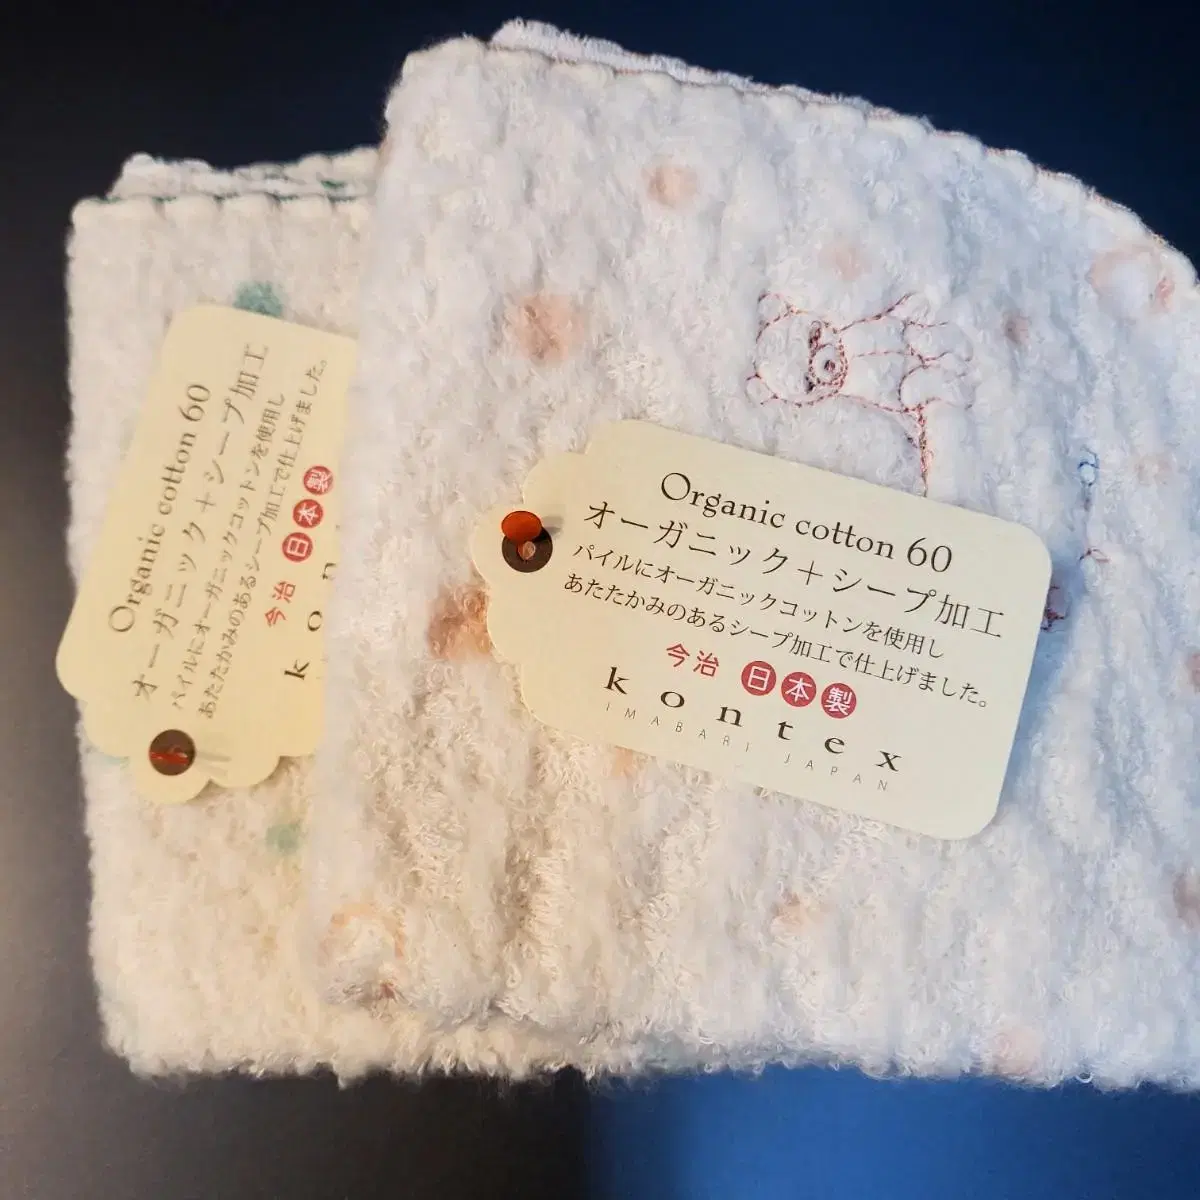 Organic cotton 60
オーガニック＋シープ加工
パイルにオーガニックコットンを使用し
あたたかみのあるシープ加工で仕上げました。
今治 日本製
kon
Organic cotton 60
オーガニック＋シープ加工
パイルにオーガニックコットンを使用し
あたたかみのあるシープ加工で仕上げました。
今治 日本製
kontex
IMABARI JAPAN